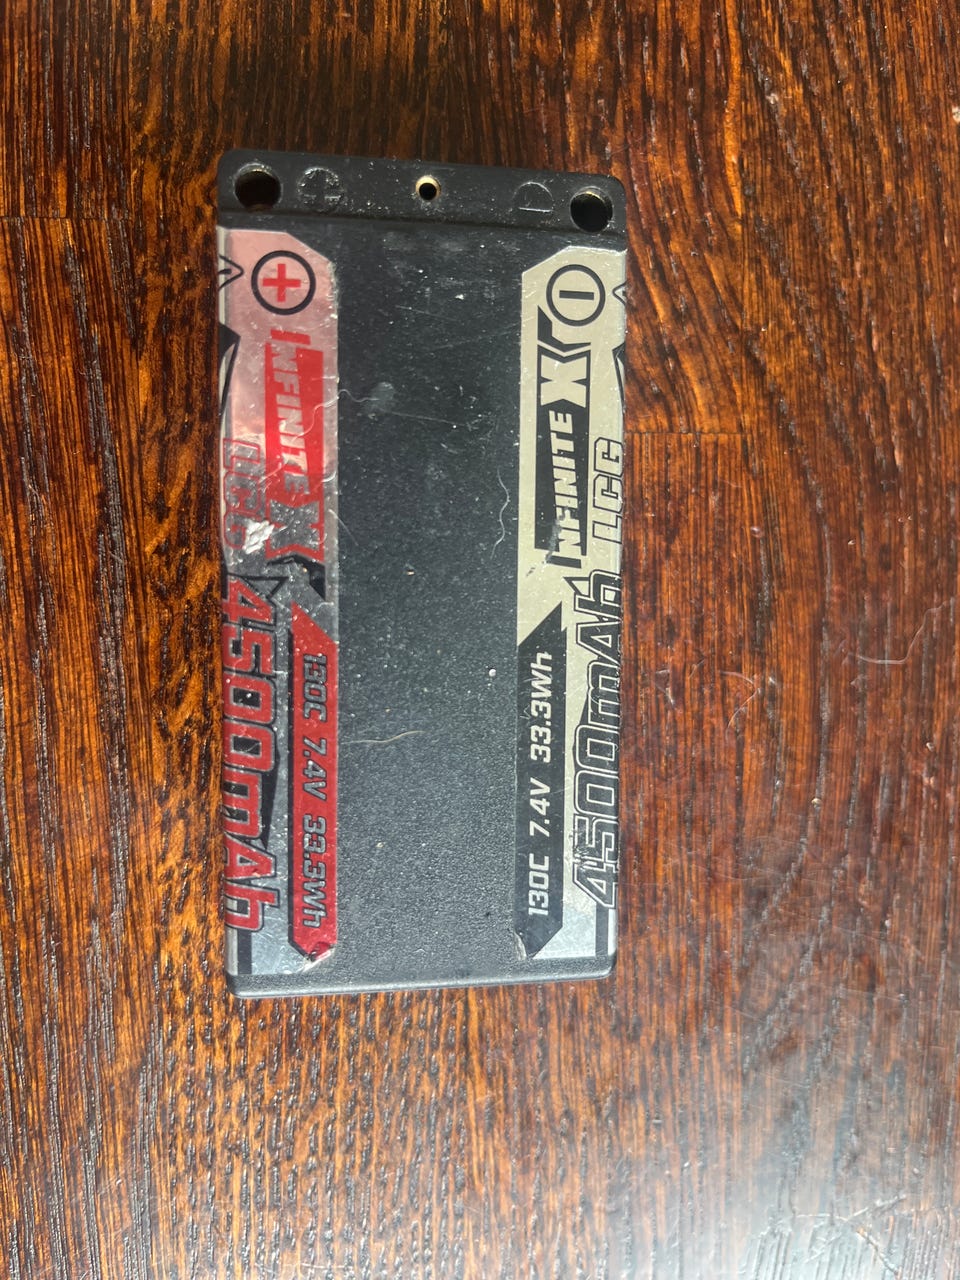 +
INFINITE X
LCG
4500mAh
130C 7.4V 33.3Wh
−
INFINITE X
4500mAh LCG
130C 7.4V 33.3Wh